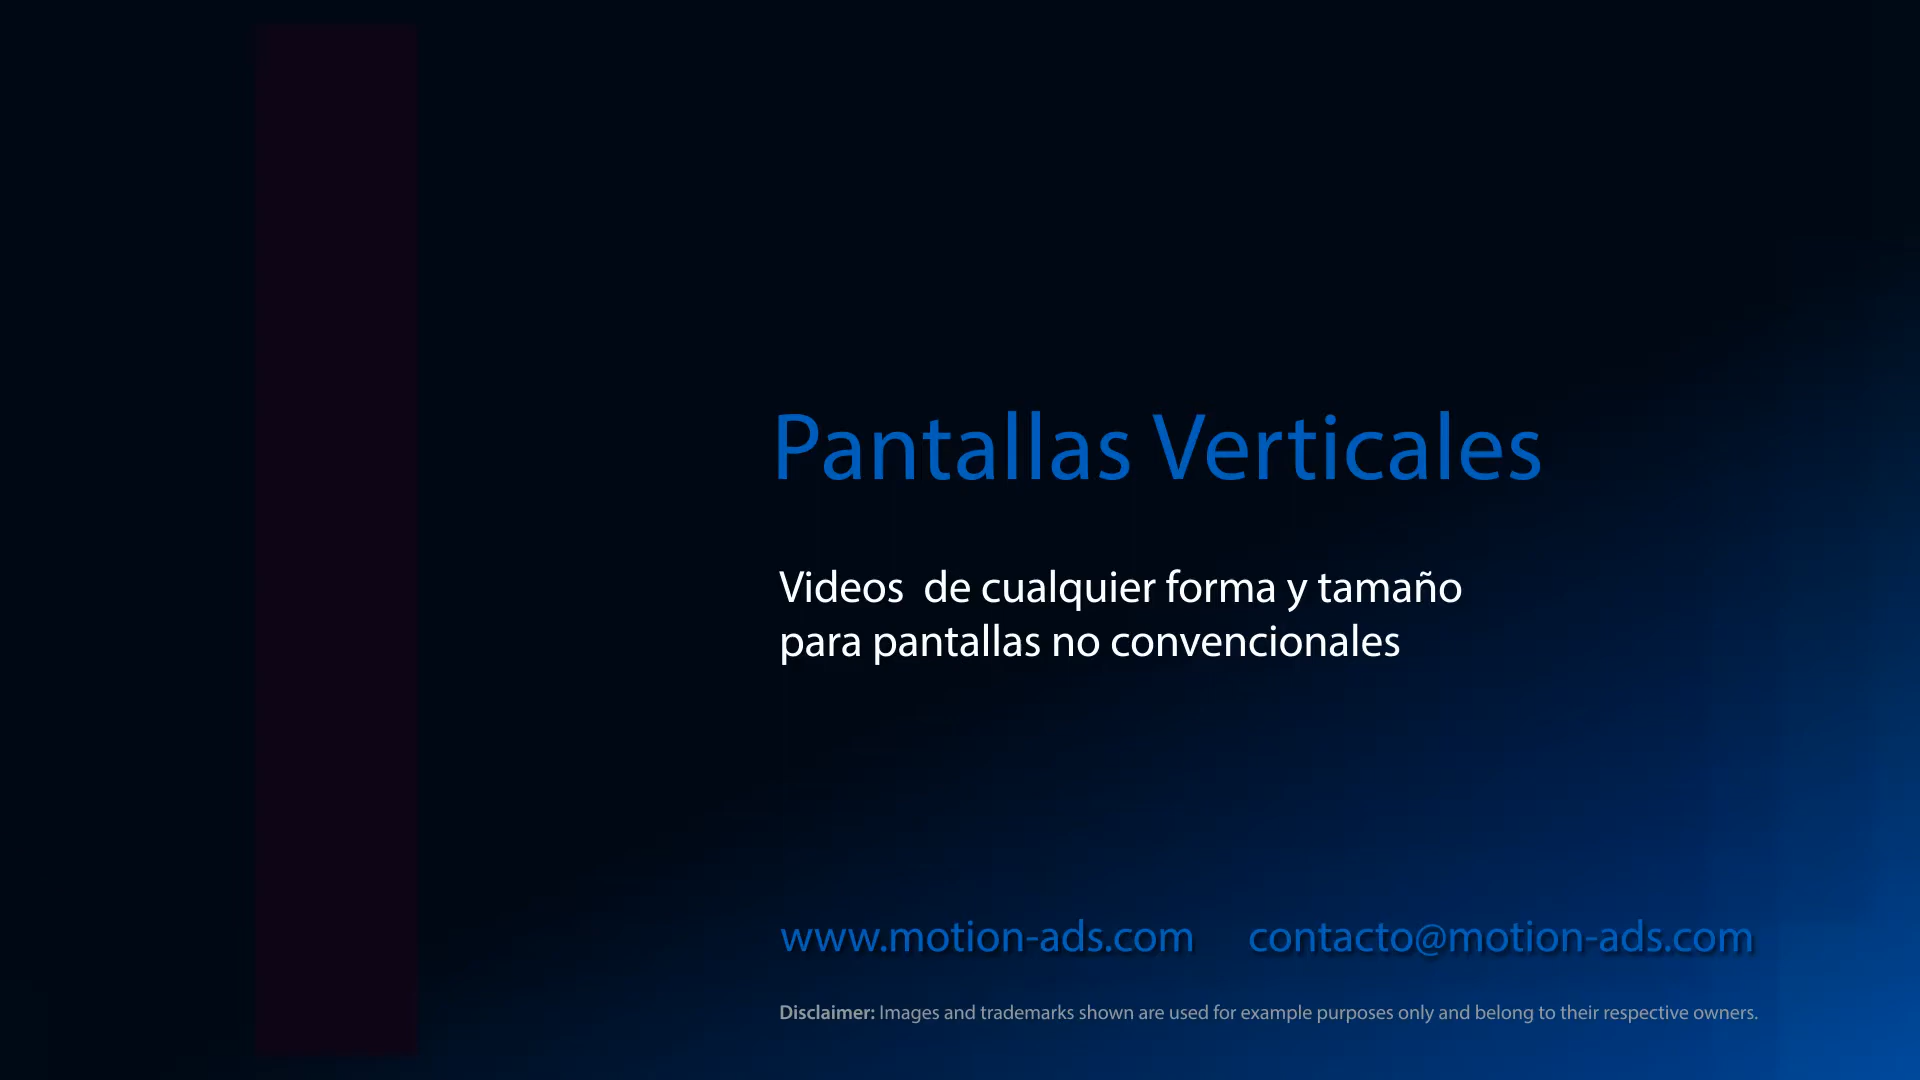 Pantallas Verticales
Videos  de cualquier forma y tamaño
para pantallas no convencionales
www.motion-ads.com contacto@motion-ads.com
Disclaimer: Images and trademarks shown are used for example purposes only and belong to their respective owners.